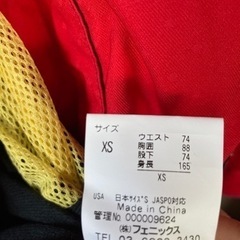 サイズ
XS
ウエスト 74
胸囲 88
股下 74
身長 165
XS
USA 日本サイズ"S JASPO対応
Made in China
管理No 000009624
(株)フェニックス